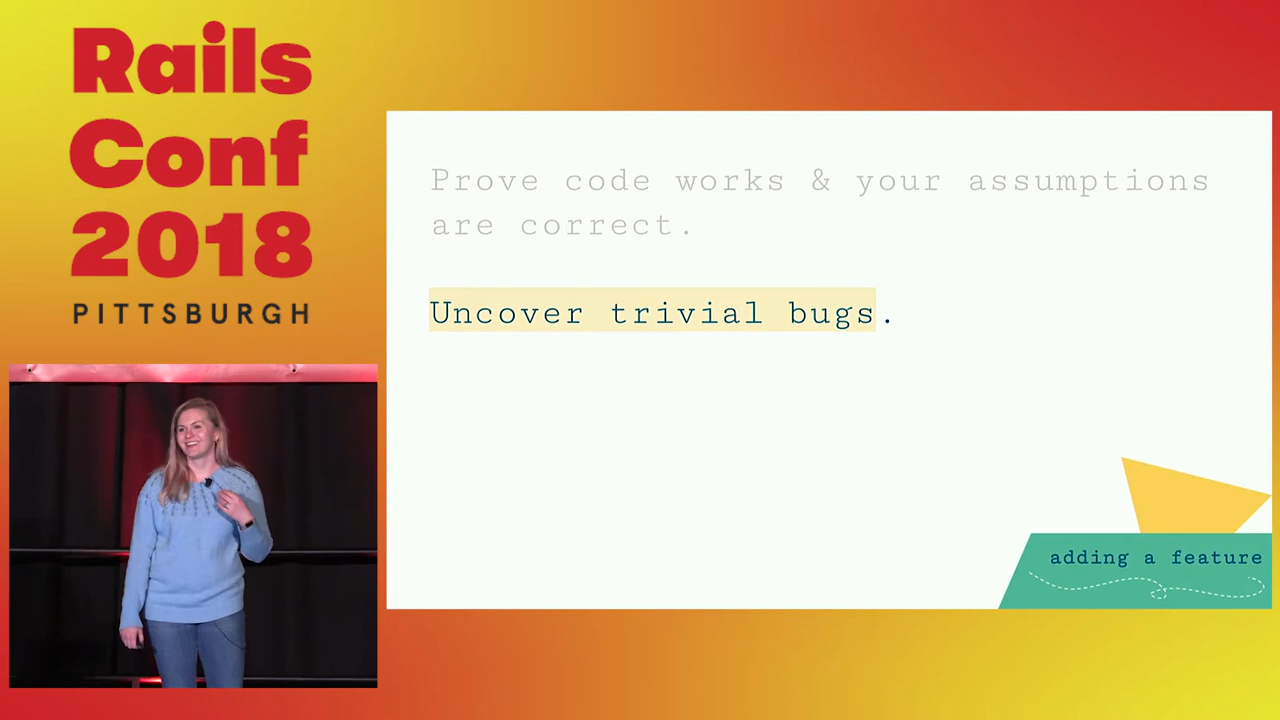 Rails
Conf
2018
PITTSBURGH
Prove code works & your assumptions
are correct.
Uncover trivial bugs.
adding a feature